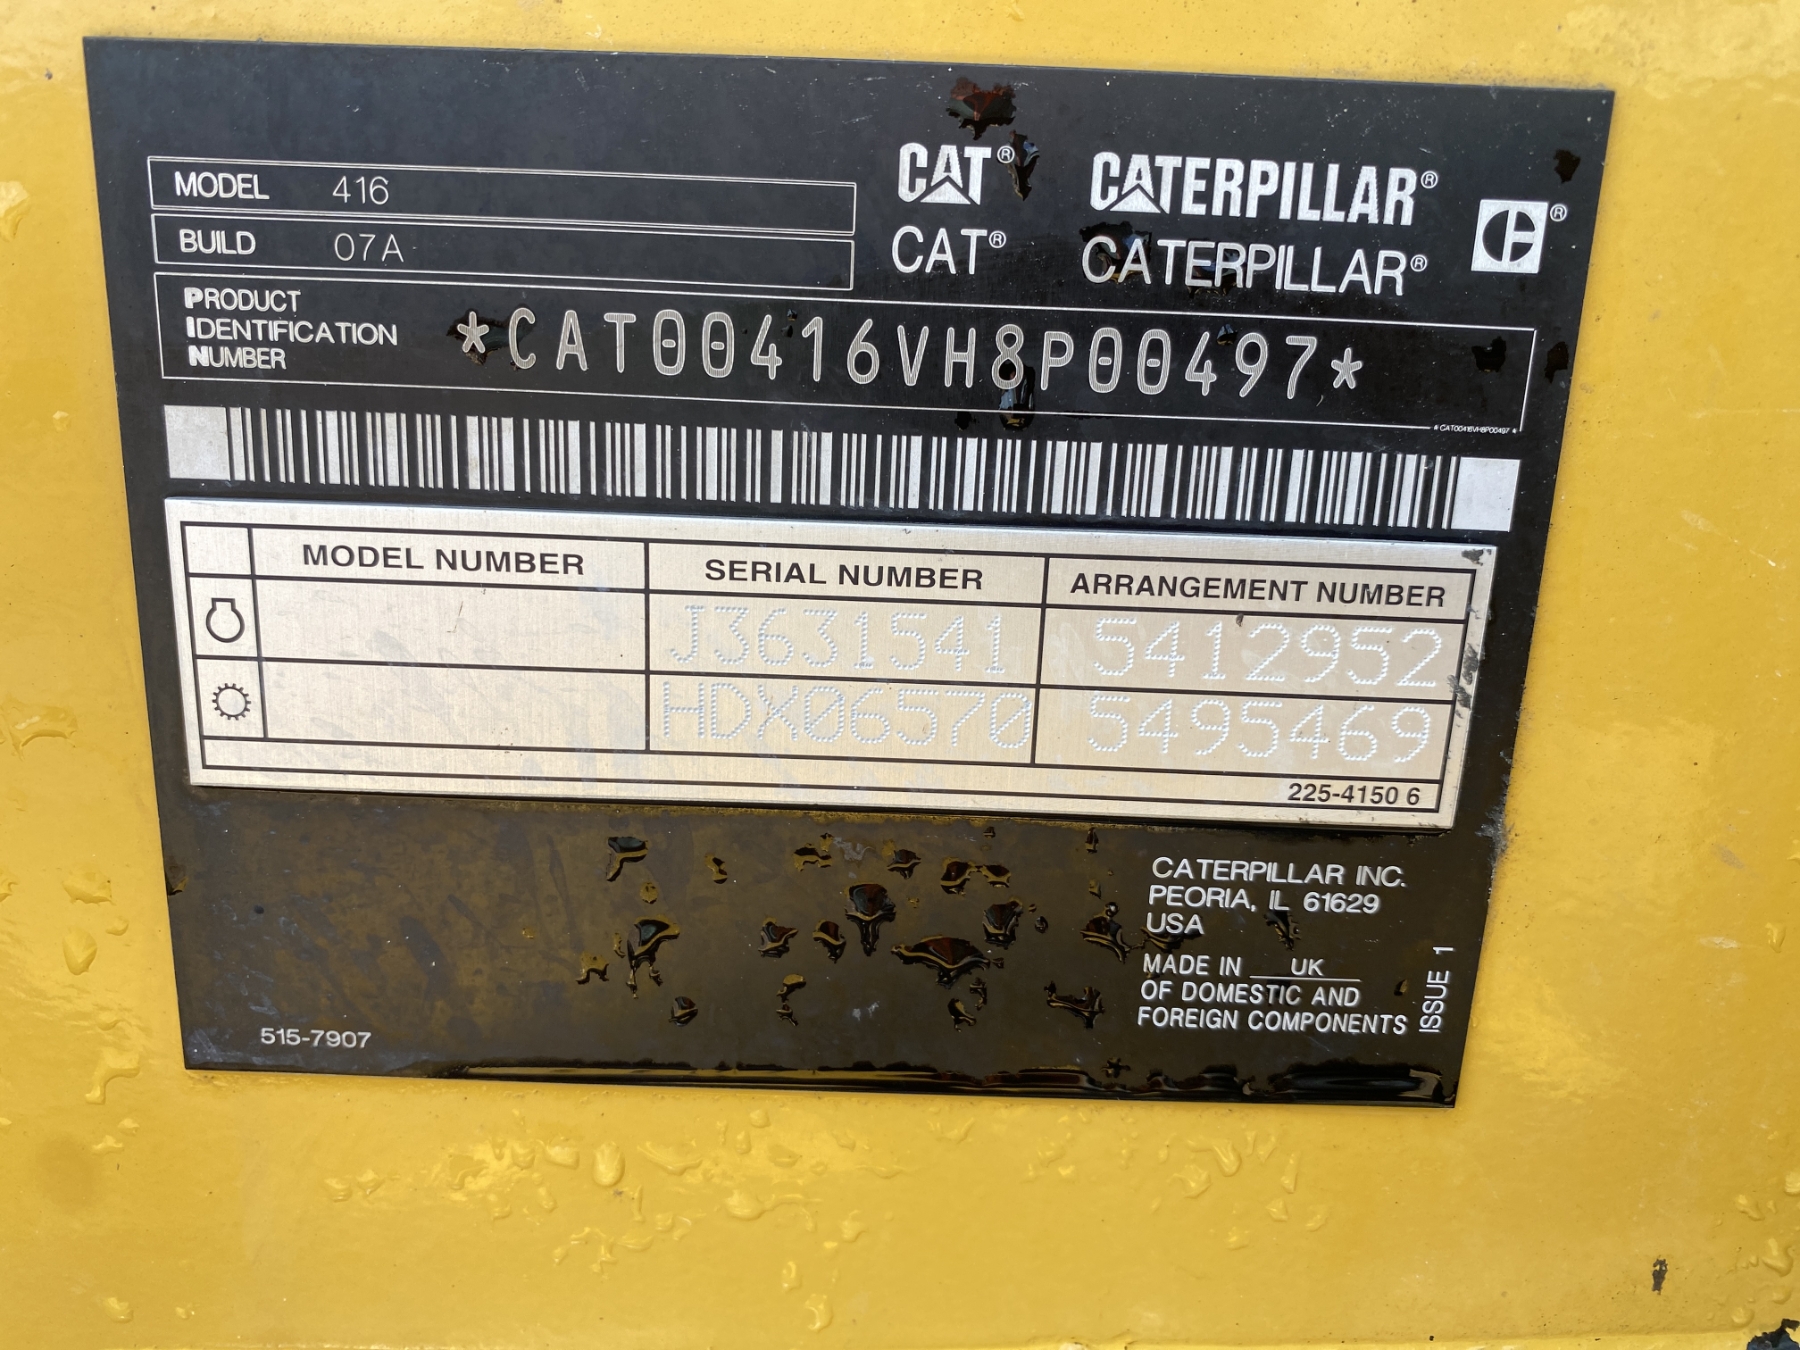 CAT® CATERPILLAR®
MODEL 416
BUILD 07A
CAT® CATERPILLAR®
PRODUCT
IDENTIFICATION
NUMBER
*CAT00416VH8P00497*
*CAT00416VH8P00497*
MODEL NUMBER SERIAL NUMBER ARRANGEMENT NUMBER
J3631541 5412952
HDX06570 5495469
225-4150 6
CATERPILLAR INC.
PEORIA, IL 61629
USA
MADE IN UK
OF DOMESTIC AND
FOREIGN COMPONENTS
ISSUE 1
515-7907